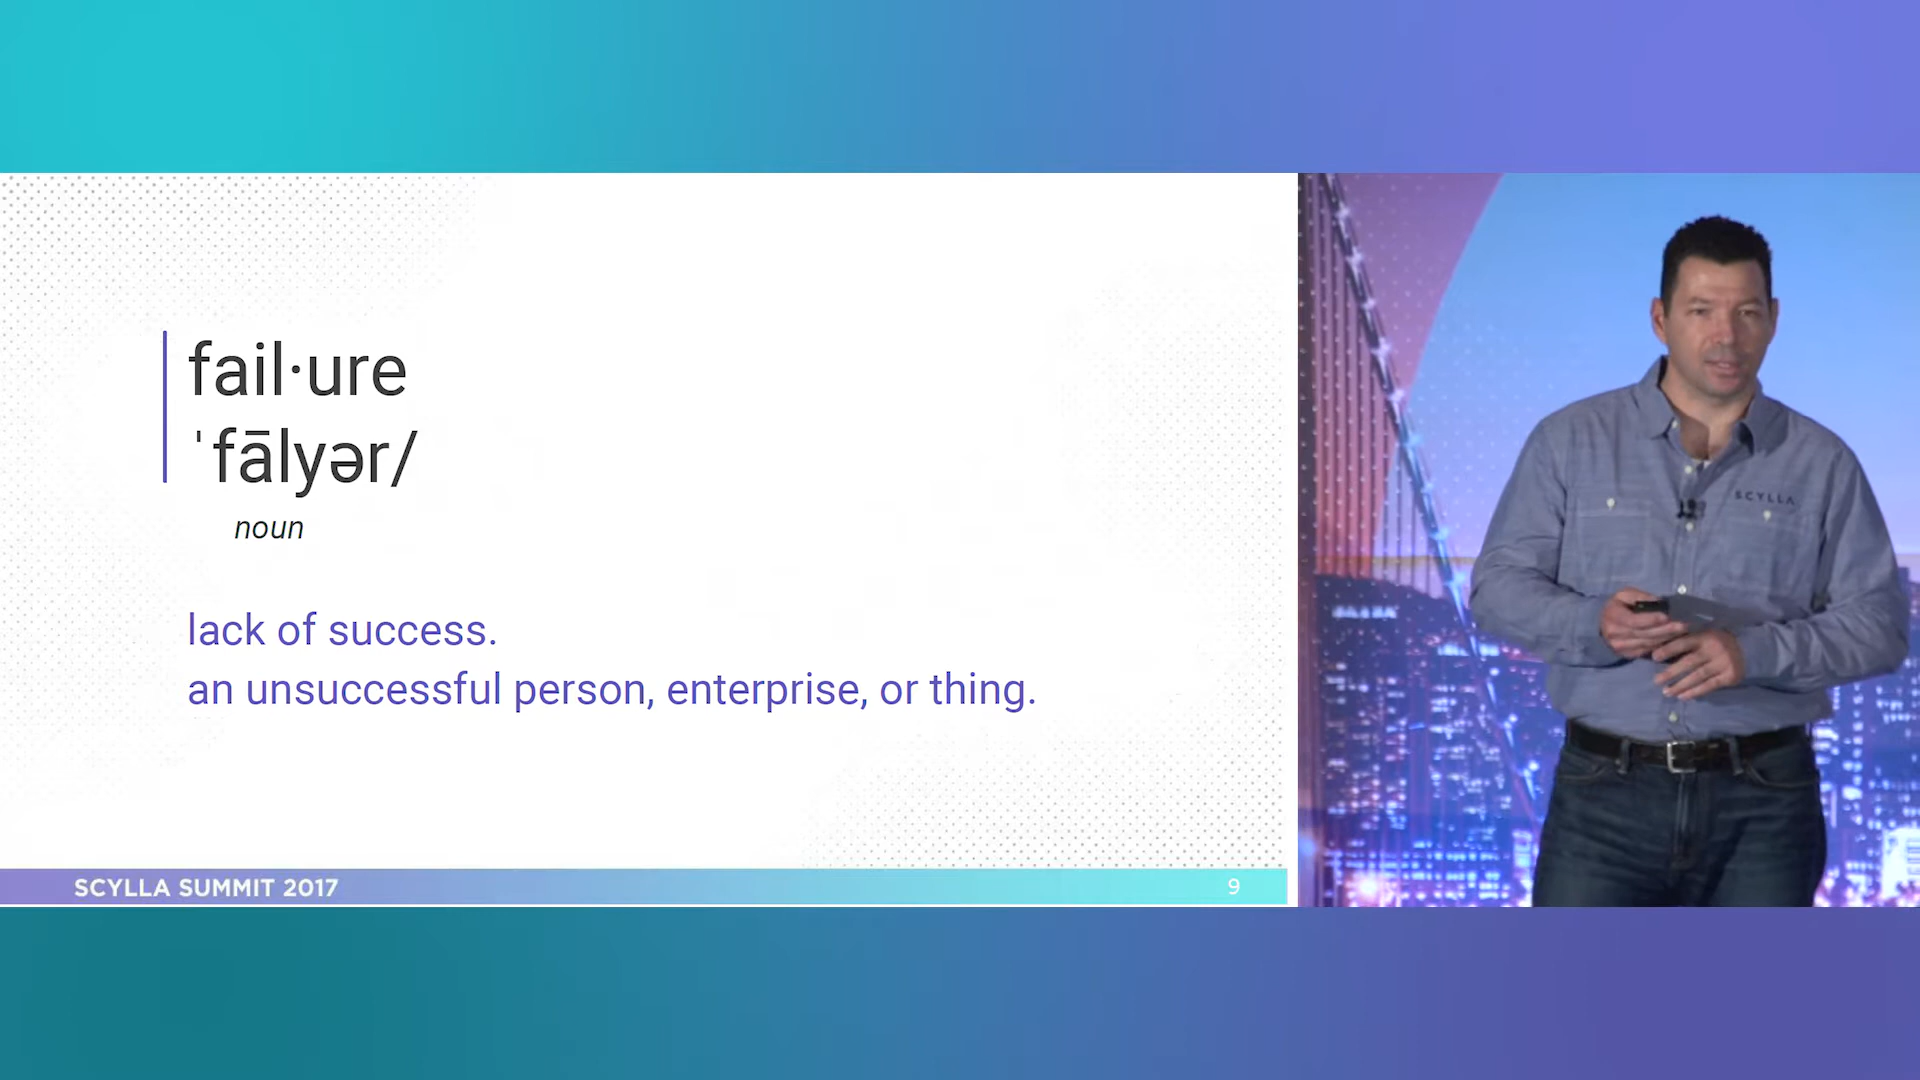 fail·ure
ˈfālyər/
noun
lack of success.
an unsuccessful person, enterprise, or thing.
SCYLLA SUMMIT 2017
9
SCYLLA